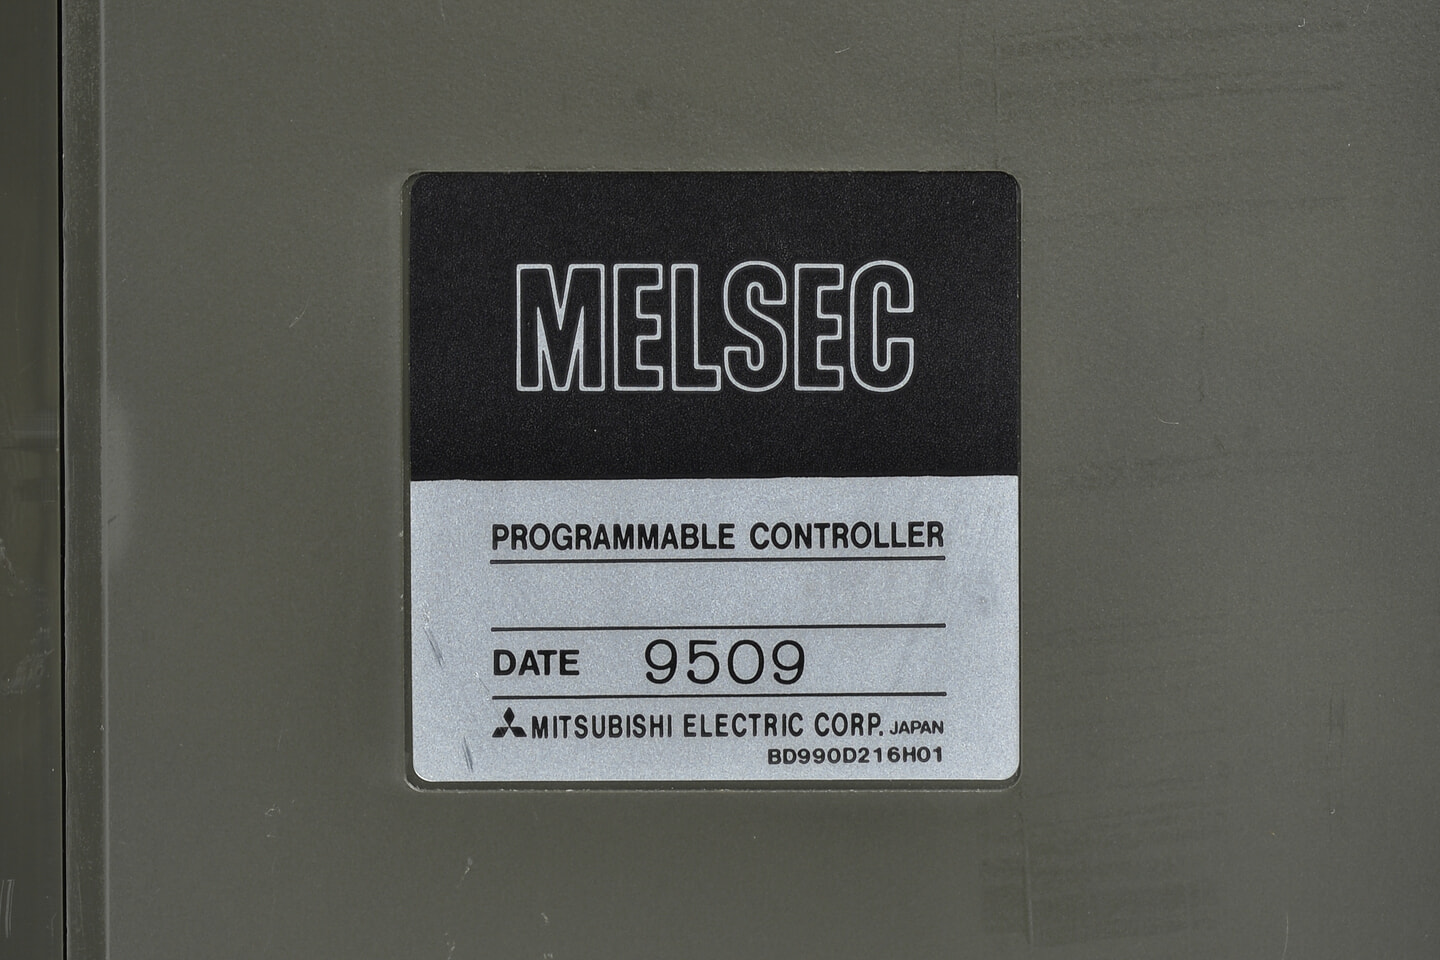 MELSEC
PROGRAMMABLE CONTROLLER
DATE 9509
MITSUBISHI ELECTRIC CORP. JAPAN
BD990D216H01